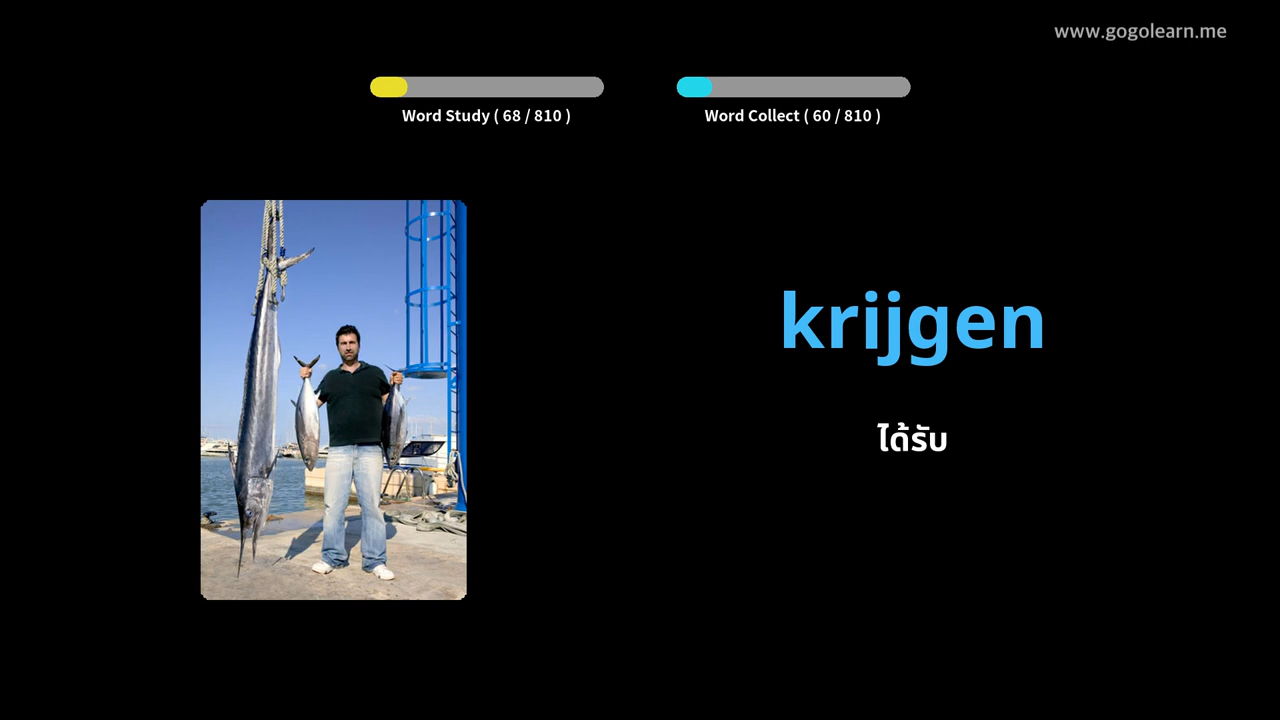 www.gogolearn.me
Word Study ( 68 / 810 )
Word Collect ( 60 / 810 )
krijgen
ได้รับ